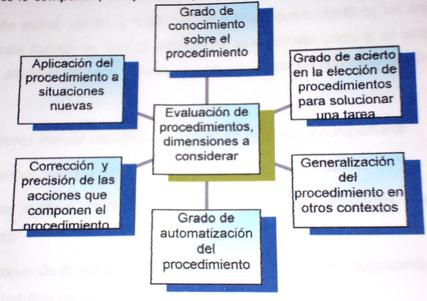 Grado de
conocimiento
sobre el
procedimiento
Aplicación del
procedimiento a
situaciones
nuevas
Grado de acierto
en la elección de
procedimientos
para solucionar
una tarea
Evaluación de
procedimientos,
dimensiones a
considerar
Corrección y
precisión de las
acciones que
componen el
procedimiento
Generalización
del
procedimiento en
otros contextos
Grado de
automatización
del
procedimiento